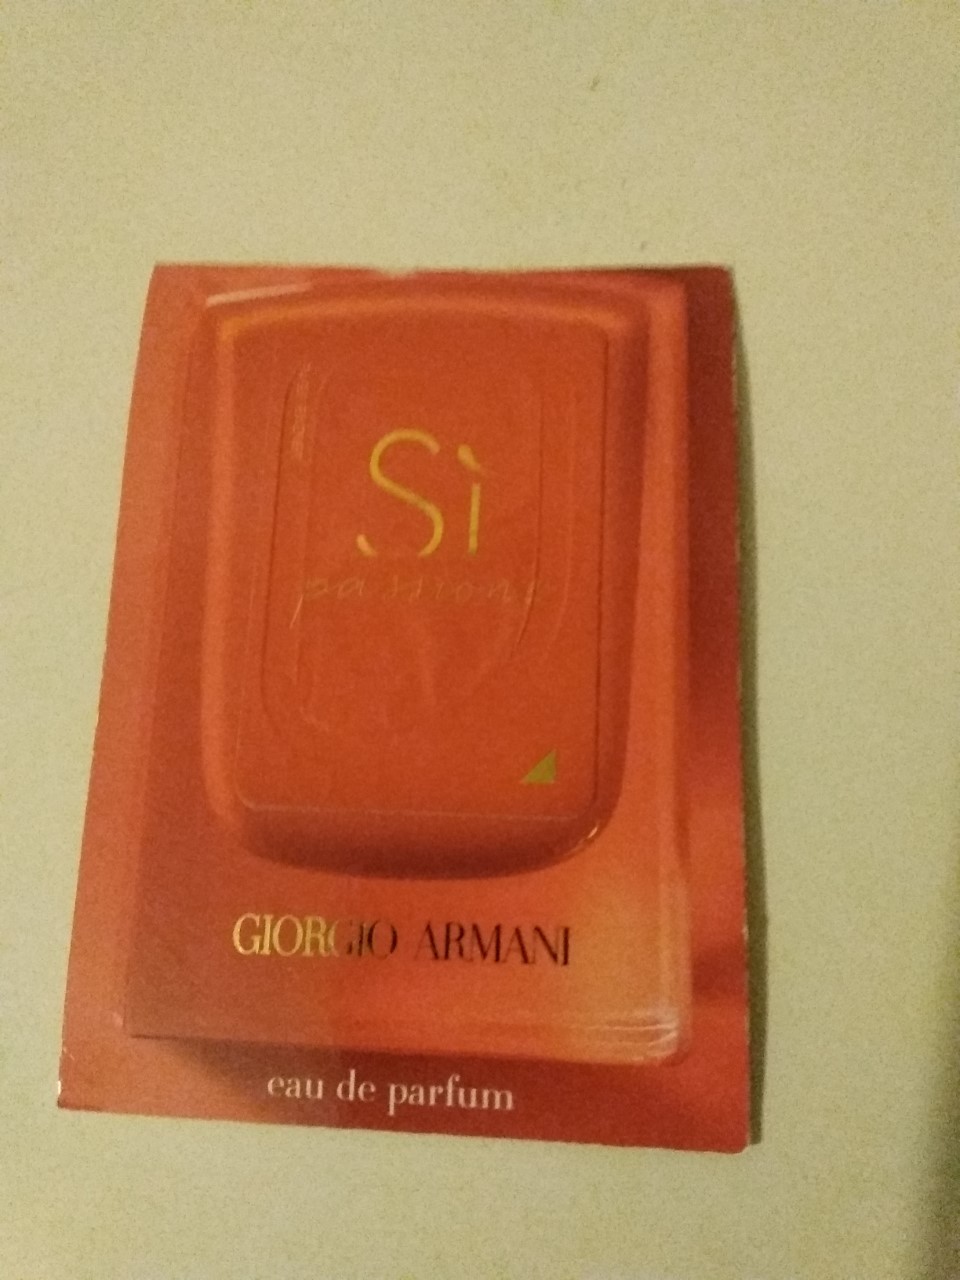 Sì
passione
GIORGIO ARMANI
eau de parfum